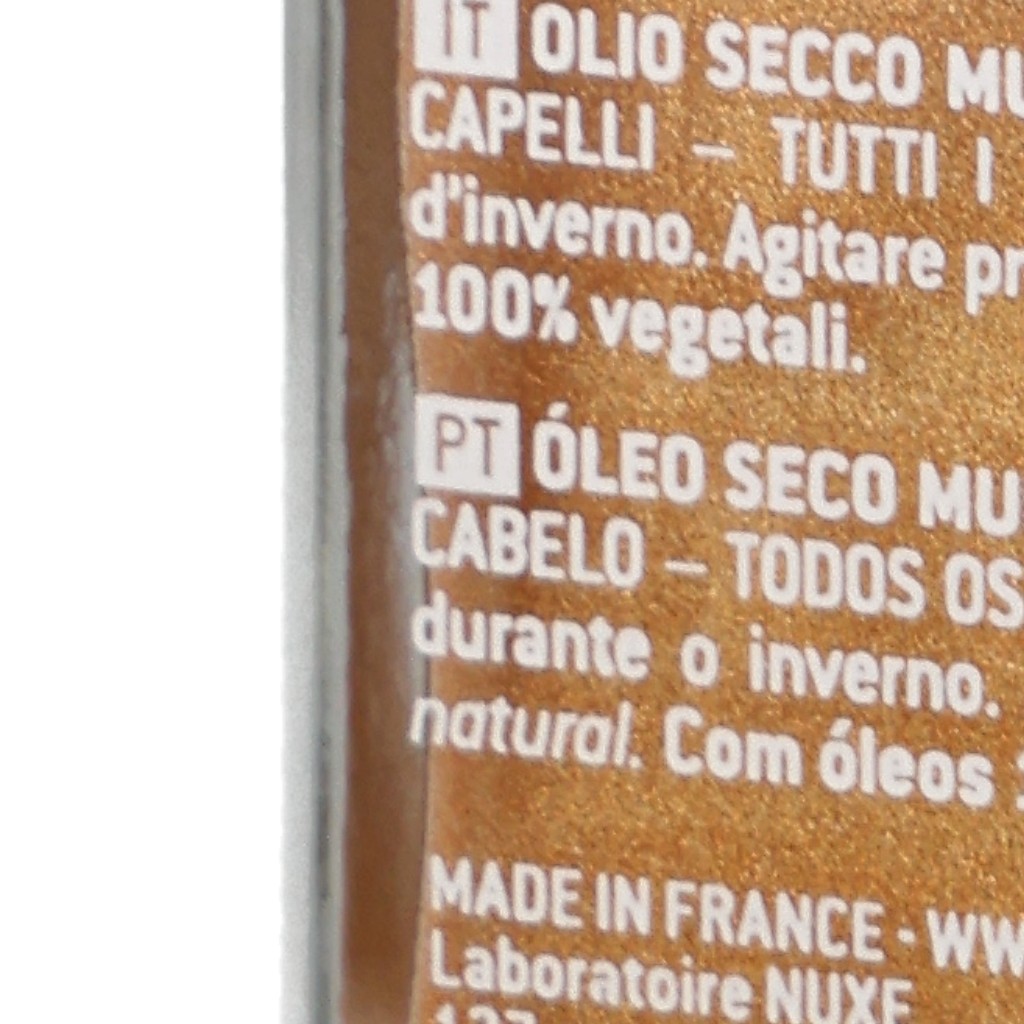 IT OLIO SECCO MU
CAPELLI – TUTTI I
d'inverno. Agitare pr
100% vegetali.
PT ÓLEO SECO MU
CABELO – TODOS OS
durante o inverno.
natural. Com óleos
MADE IN FRANCE · WW
Laboratoire NUXE